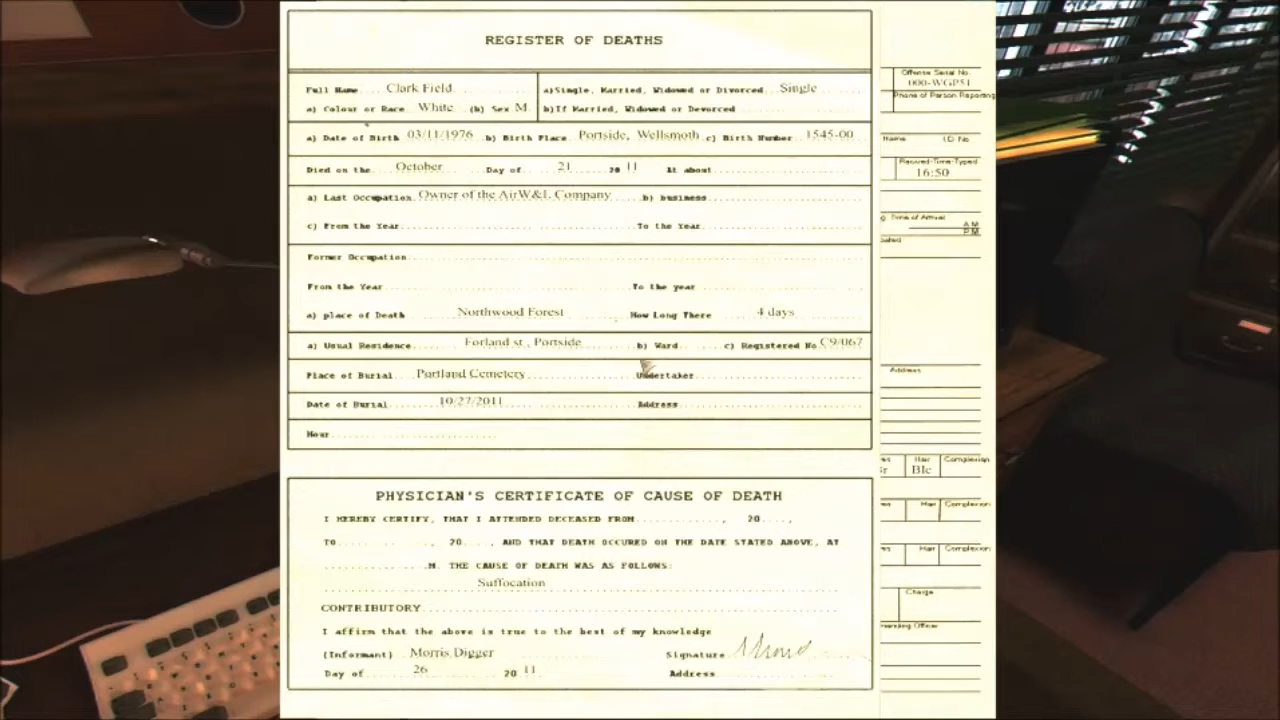 REGISTER OF DEATHS
Full Name Clark Field a)Single, Married, Widowed or Divorced Single
a) Colour or Race White (b) Sex M b)If Married, Widowed or Devorced
a) Date of Birth 03/11/1976 b) Birth Place Portside, Wellsmoth c) Birth Number 1545-00
Died on the October Day of 21 20 11 At about
a) Last Occupation Owner of the AirW&L Company b) business
c) From the Year To the Year
Former Occupation
From the Year To the year
a) place of Death Northwood Forest How Long There 4 days
a) Usual Residence Forland st., Portside b) Ward c) Registered No C9/067
Place of Burial Portland Cemetery Undertaker
Date of Burial 10/27/2011 Address
Hour
PHYSICIAN'S CERTIFICATE OF CAUSE OF DEATH
I HEREBY CERTIFY, THAT I ATTENDED DECEASED FROM , 20 ,
TO , 20 , AND THAT DEATH OCCURED ON THE DATE STATED ABOVE, AT
M. THE CAUSE OF DEATH WAS AS FOLLOWS:
Suffocation
CONTRIBUTORY
I affirm that the above is true to the best of my knowledge
(Informant) Morris Digger Signature
Day of 26 20 11 Address
Offense Serial No.
000-WGP51
Phone of Person Reporting
Name I.D. No
16:50
Time of Arrival
A.M
P.M
Address
Hair Complexion
Blc
Hair Complexion
Hair Complexion
Charge
Officer